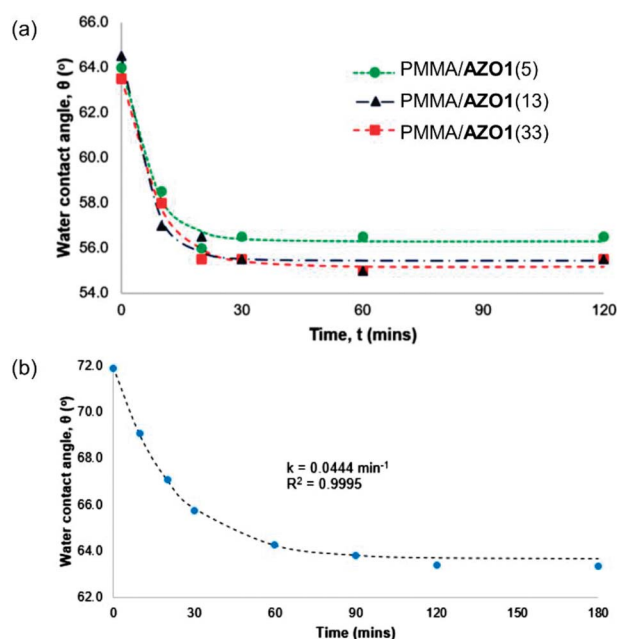 (a)
66.0
64.0
62.0
60.0
58.0
56.0
54.0
Water contact angle, θ (º)
PMMA/AZO1(5)
PMMA/AZO1(13)
PMMA/AZO1(33)
0 30 60 90 120
Time, t (mins)
(b)
72.0
70.0
68.0
66.0
64.0
62.0
Water contact angle, θ (º)
k = 0.0444 min⁻¹
R² = 0.9995
0 30 60 90 120 150 180
Time (mins)